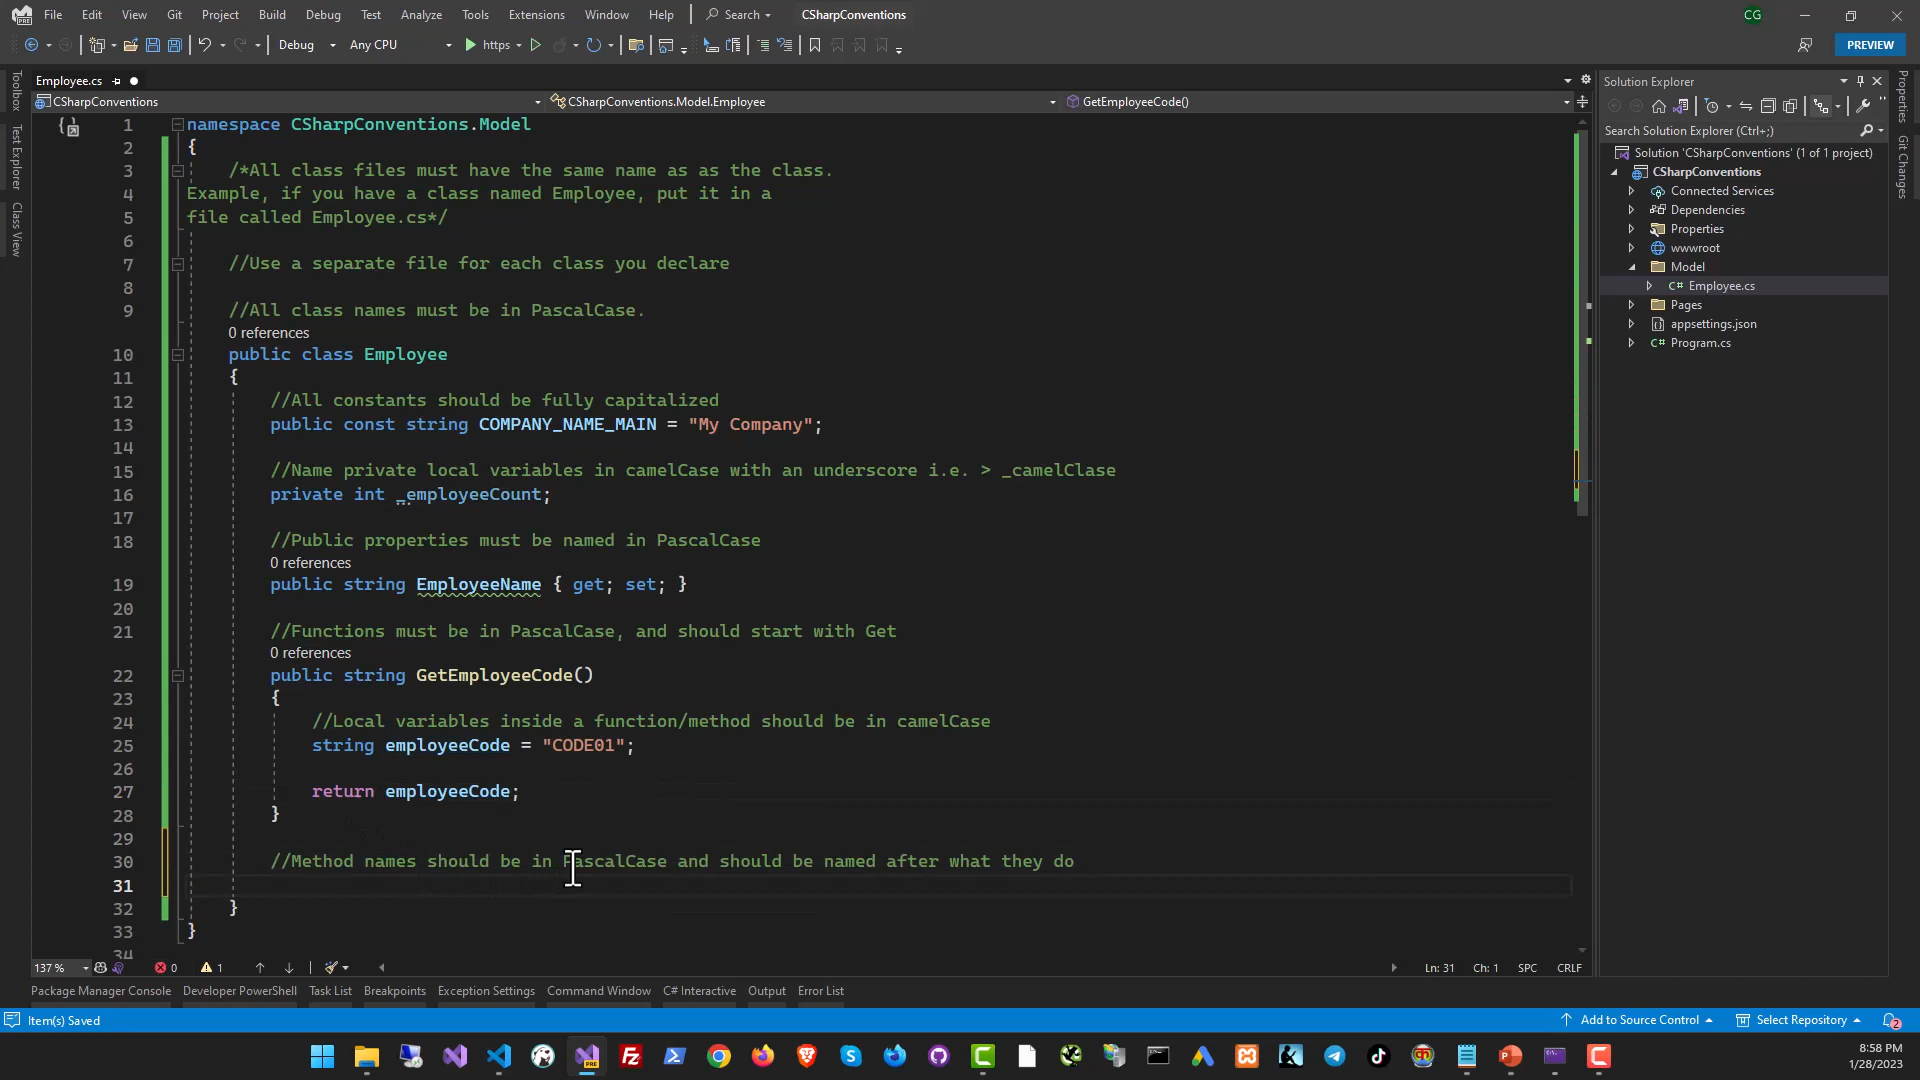 File Edit View Git Project Build Debug Test Analyze Tools Extensions Window Help Search CSharpConventions CG
Debug Any CPU https PREVIEW
Employee.cs
CSharpConventions CSharpConventions.Model.Employee GetEmployeeCode()
Toolbox
Test Explorer
Class View
1 namespace CSharpConventions.Model
2 {
3 /*All class files must have the same name as as the class.
4 Example, if you have a class named Employee, put it in a
5 file called Employee.cs*/
6
7 //Use a separate file for each class you declare
8
9 //All class names must be in PascalCase.
0 references
10 public class Employee
11 {
12 //All constants should be fully capitalized
13 public const string COMPANY_NAME_MAIN = "My Company";
14
15 //Name private local variables in camelCase with an underscore i.e. > _camelClase
16 private int _employeeCount;
17
18 //Public properties must be named in PascalCase
0 references
19 public string EmployeeName { get; set; }
20
21 //Functions must be in PascalCase, and should start with Get
0 references
22 public string GetEmployeeCode()
23 {
24 //Local variables inside a function/method should be in camelCase
25 string employeeCode = "CODE01";
26
27 return employeeCode;
28 }
29
30 //Method names should be in PascalCase and should be named after what they do
31
32 }
33 }
34
137 % 0 1 Ln: 31 Ch: 1 SPC CRLF
Solution Explorer
Search Solution Explorer (Ctrl+;)
Solution 'CSharpConventions' (1 of 1 project)
CSharpConventions
Connected Services
Dependencies
Properties
wwwroot
Model
C# Employee.cs
Pages
appsettings.json
C# Program.cs
Properties
Git Changes
Package Manager Console Developer PowerShell Task List Breakpoints Exception Settings Command Window C# Interactive Output Error List
Item(s) Saved Add to Source Control Select Repository 2
8:58 PM
1/28/2023